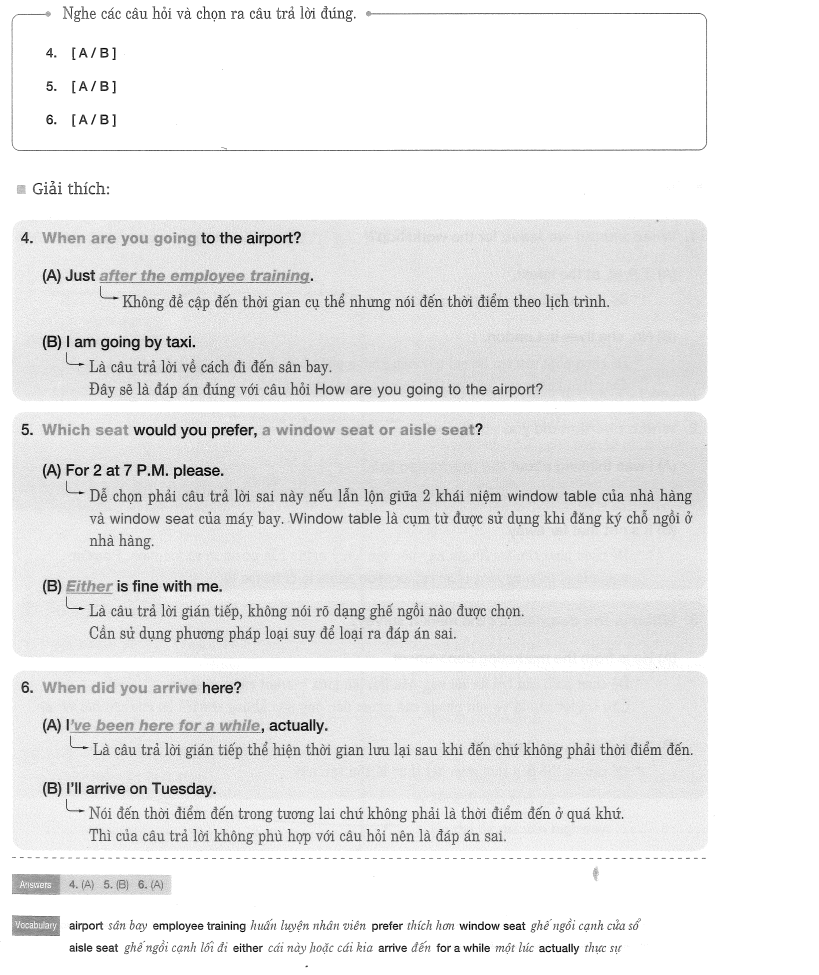 Nghe các câu hỏi và chọn ra câu trả lời đúng.
4. [ A / B ]
5. [ A / B ]
6. [ A / B ]
Giải thích:
4. When are you going to the airport?
(A) Just after the employee training.
Không đề cập đến thời gian cụ thể nhưng nói đến thời điểm theo lịch trình.
(B) I am going by taxi.
Là câu trả lời về cách đi đến sân bay.
Đây sẽ là đáp án đúng với câu hỏi How are you going to the airport?
5. Which seat would you prefer, a window seat or aisle seat?
(A) For 2 at 7 P.M. please.
Dễ chọn phải câu trả lời sai này nếu lẫn lộn giữa 2 khái niệm window table của nhà hàng
và window seat của máy bay. Window table là cụm từ được sử dụng khi đăng ký chỗ ngồi ở
nhà hàng.
(B) Either is fine with me.
Là câu trả lời gián tiếp, không nói rõ dạng ghế ngồi nào được chọn.
Cần sử dụng phương pháp loại suy để loại ra đáp án sai.
6. When did you arrive here?
(A) I've been here for a while, actually.
Là câu trả lời gián tiếp thể hiện thời gian lưu lại sau khi đến chứ không phải thời điểm đến.
(B) I'll arrive on Tuesday.
Nói đến thời điểm đến trong tương lai chứ không phải là thời điểm đến ở quá khứ.
Thì của câu trả lời không phù hợp với câu hỏi nên là đáp án sai.
Answers 4. (A) 5. (B) 6. (A)
Vocabulary airport sân bay employee training huấn luyện nhân viên prefer thích hơn window seat ghế ngồi cạnh cửa sổ
aisle seat ghế ngồi cạnh lối đi either cái này hoặc cái kia arrive đến for a while một lúc actually thực sự